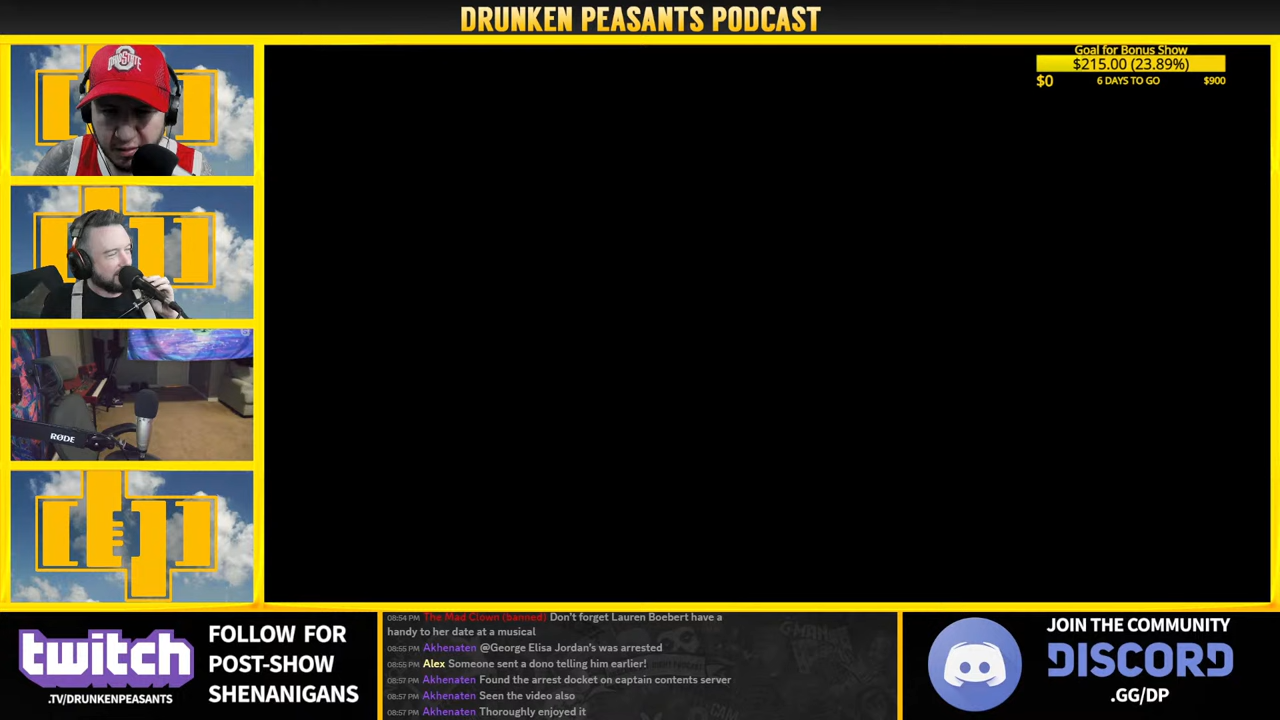 DRUNKEN PEASANTS PODCAST
Goal for Bonus Show
$215.00 (23.89%)
$0 6 DAYS TO GO $900
OHIO STATE
RØDE
twitch
.TV/DRUNKENPEASANTS
FOLLOW FOR
POST-SHOW
SHENANIGANS
08:54 PM The Mad Clown (banned) Don't forget Lauren Boebert have a
handy to her date at a musical
08:55 PM Akhenaten @George Elisa Jordan's was arrested
08:55 PM Alex Someone sent a dono telling him earlier!
08:57 PM Akhenaten Found the arrest docket on captain contents server
08:57 PM Akhenaten Seen the video also
08:57 PM Akhenaten Thoroughly enjoyed it
JOIN THE COMMUNITY
DISCORD
.GG/DP